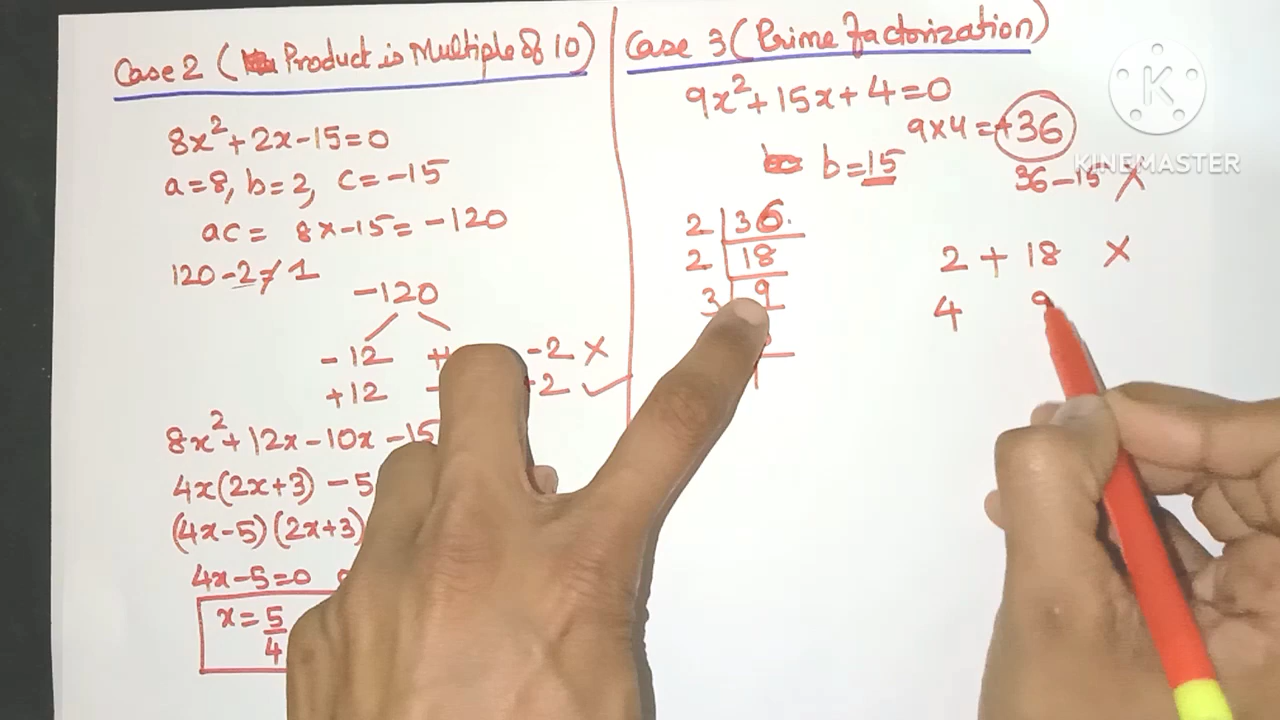 Case 2 ( Product is Multiple of 10)
8x²+2x-15=0
a=8, b=2, c=-15
ac= 8x-15=-120
120-2≠1
-120
-12 -2 ×
+12 -2 ✓
8x²+12x-10x-15
4x(2x+3) -5
(4x-5)(2x+3)
4x-5=0
x=5/4
Case 3 (Prime factorization)
9x²+15x+4=0
9x4=+36
b=15
36-15 ×
2 | 36.
2 | 18
3 | 9
1
2 + 18 ×
4 9
K
KINEMASTER